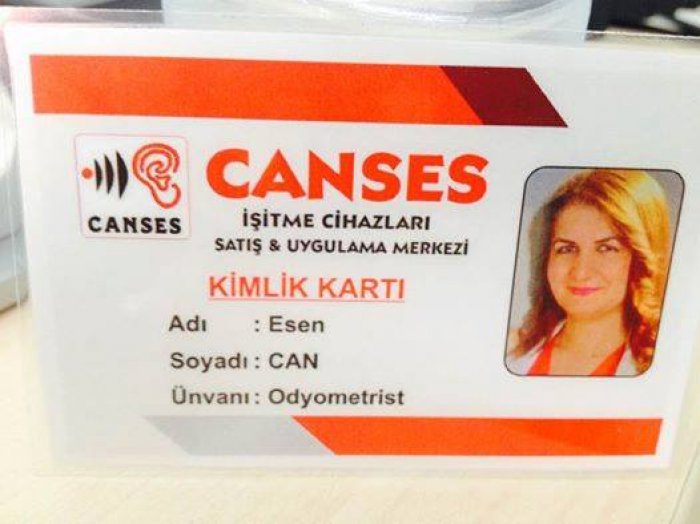 CANSES
CANSES
İŞİTME CİHAZLARI
SATIŞ & UYGULAMA MERKEZİ
KİMLİK KARTI
Adı : Esen
Soyadı : CAN
Ünvanı : Odyometrist